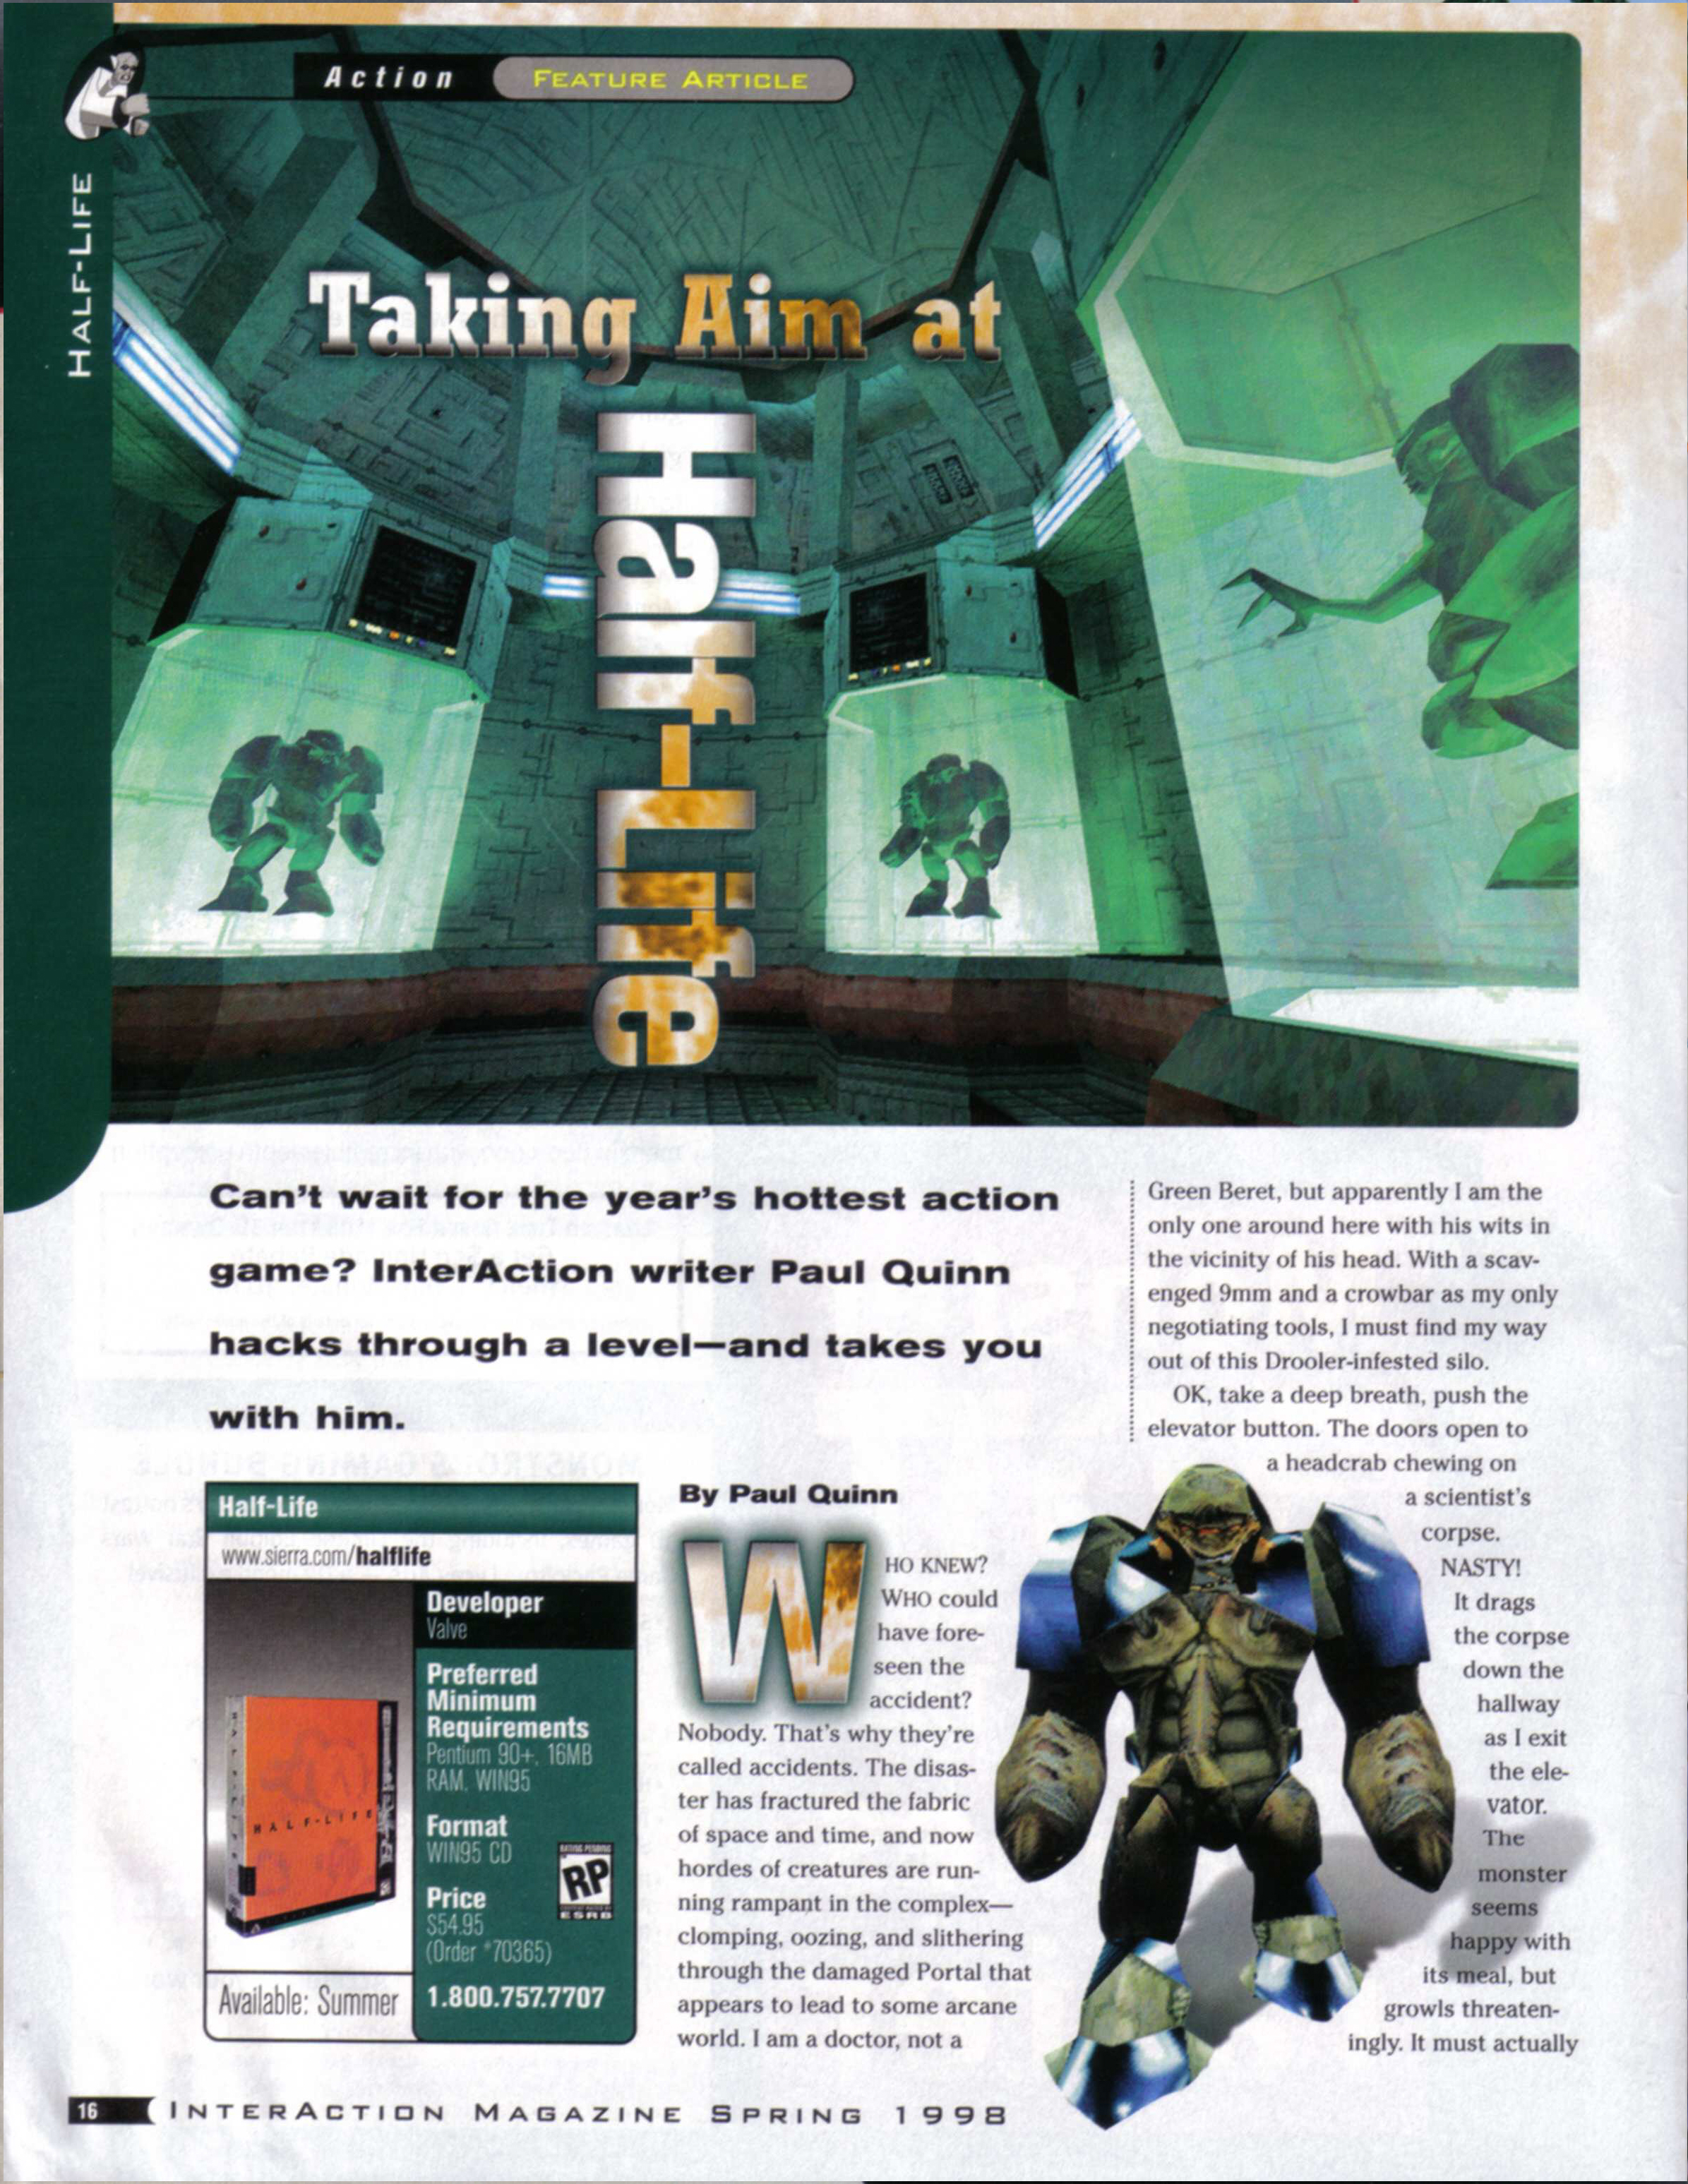 Action
FEATURE ARTICLE
HALF-LIFE
Taking Aim at
Half-Life
Can't wait for the year's hottest action
game? InterAction writer Paul Quinn
hacks through a level—and takes you
with him.
Half-Life
www.sierra.com/halflife
Developer
Valve
Preferred
Minimum
Requirements
Pentium 90+, 16MB
RAM, WIN95
Format
WIN95 CD
Price
$54.95
(Order #70365)
1.800.757.7707
HALF-LIFE
RATING PENDING
RP
ESRB
Available: Summer
By Paul Quinn
WHO KNEW?
WHO could
have fore-
seen the
accident?
Nobody. That's why they're
called accidents. The disas-
ter has fractured the fabric
of space and time, and now
hordes of creatures are run-
ning rampant in the complex—
clomping, oozing, and slithering
through the damaged Portal that
appears to lead to some arcane
world. I am a doctor, not a
Green Beret, but apparently I am the
only one around here with his wits in
the vicinity of his head. With a scav-
enged 9mm and a crowbar as my only
negotiating tools, I must find my way
out of this Drooler-infested silo.
OK, take a deep breath, push the
elevator button. The doors open to
a headcrab chewing on
a scientist's
corpse.
NASTY!
It drags
the corpse
down the
hallway
as I exit
the ele-
vator.
The
monster
seems
happy with
its meal, but
growls threaten-
ingly. It must actually
16
INTERACTION MAGAZINE SPRING 1998